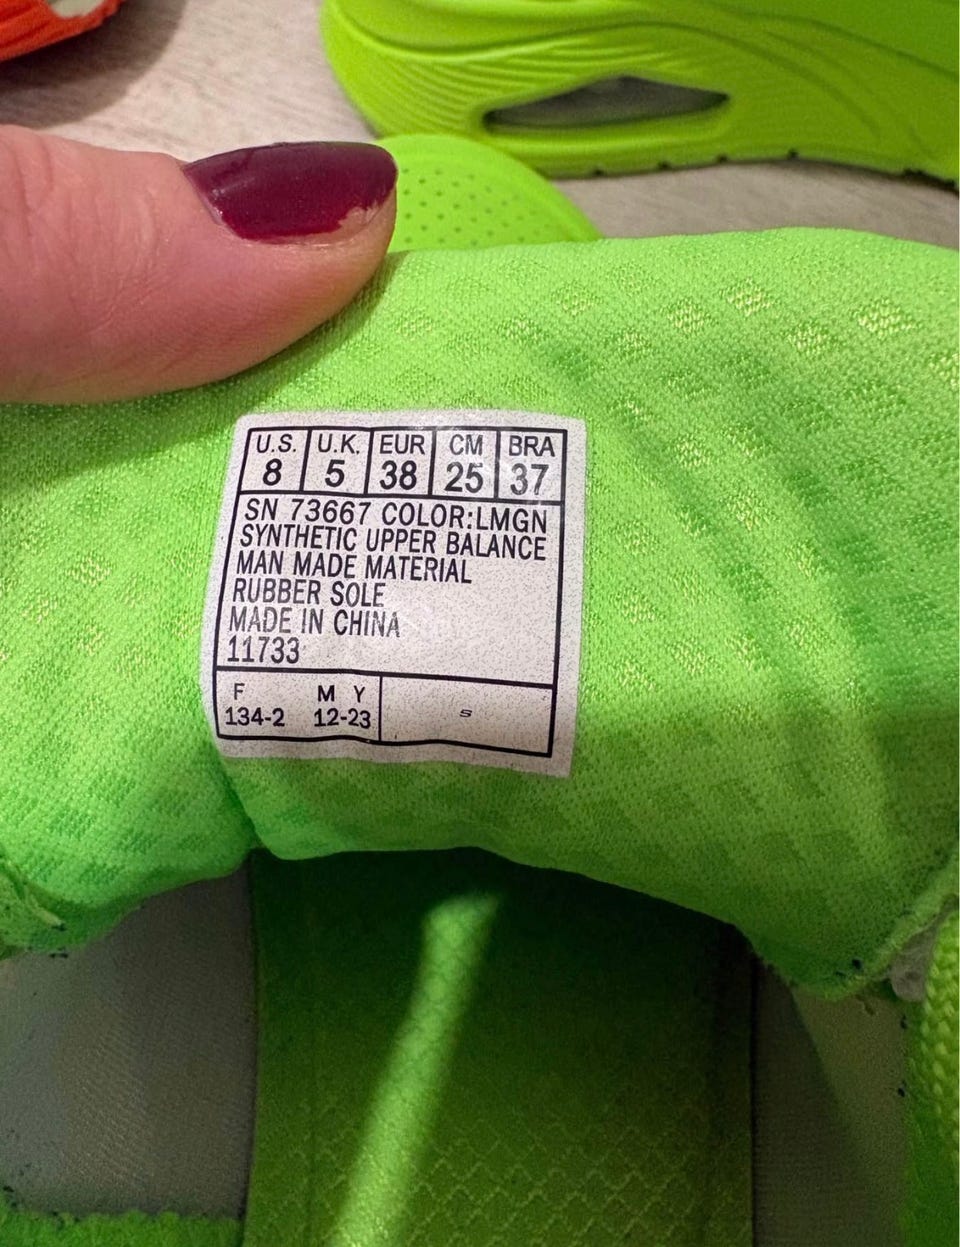 U.S. U.K. EUR CM BRA
8 5 38 25 37
SN 73667 COLOR:LMGN
SYNTHETIC UPPER BALANCE
MAN MADE MATERIAL
RUBBER SOLE
MADE IN CHINA
11733
F M Y
134-2 12-23 S